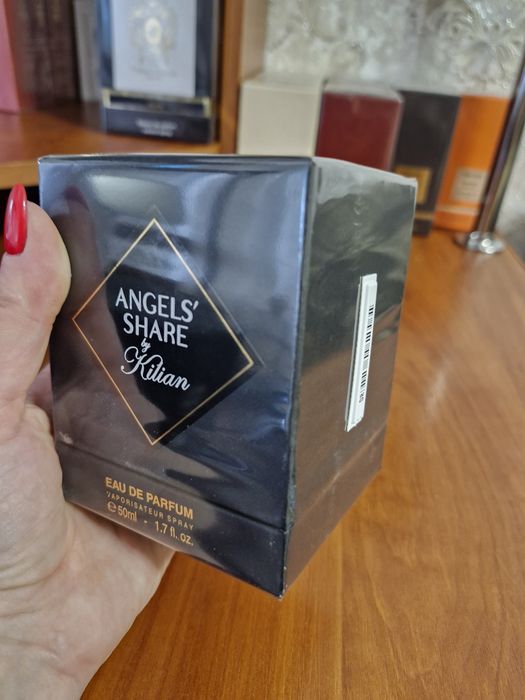 ANGELS'
SHARE
by
Kilian
EAU DE PARFUM
VAPORISATEUR SPRAY
℮50ml - 1.7 fl. oz.